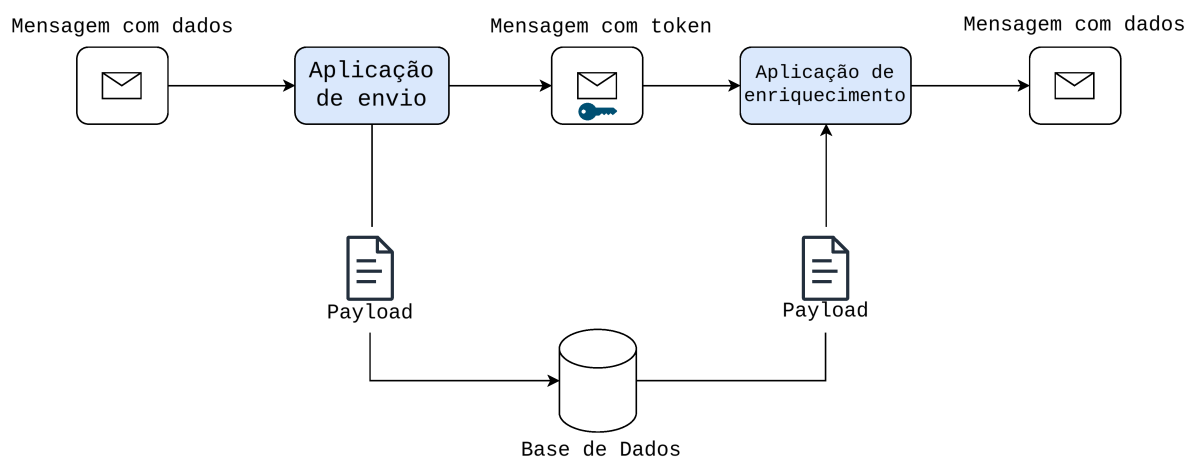 Mensagem com dados
Mensagem com token
Mensagem com dados
Aplicação
de envio
Aplicação de
enriquecimento
Payload
Payload
Base de Dados